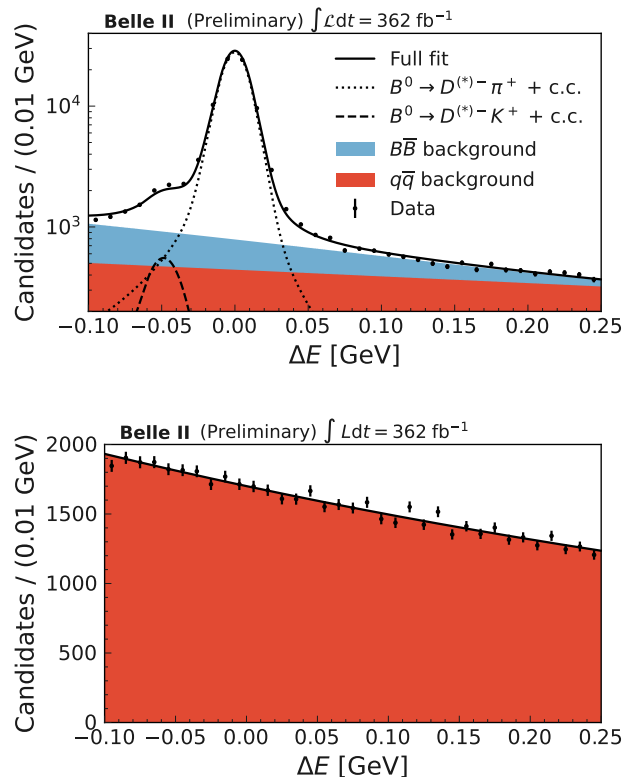 Belle II (Preliminary) ∫ ℒdt = 362 fb⁻¹
Candidates / (0.01 GeV)
10⁴
10³
Full fit
B⁰ → D⁽*⁾⁻ π⁺ + c.c.
B⁰ → D⁽*⁾⁻ K⁺ + c.c.
BB̅ background
qq̅ background
Data
−0.10 −0.05 0.00 0.05 0.10 0.15 0.20 0.25
ΔE [GeV]
Belle II (Preliminary) ∫ Ldt = 362 fb⁻¹
Candidates / (0.01 GeV)
2000
1500
1000
500
0
−0.10 −0.05 0.00 0.05 0.10 0.15 0.20 0.25
ΔE [GeV]